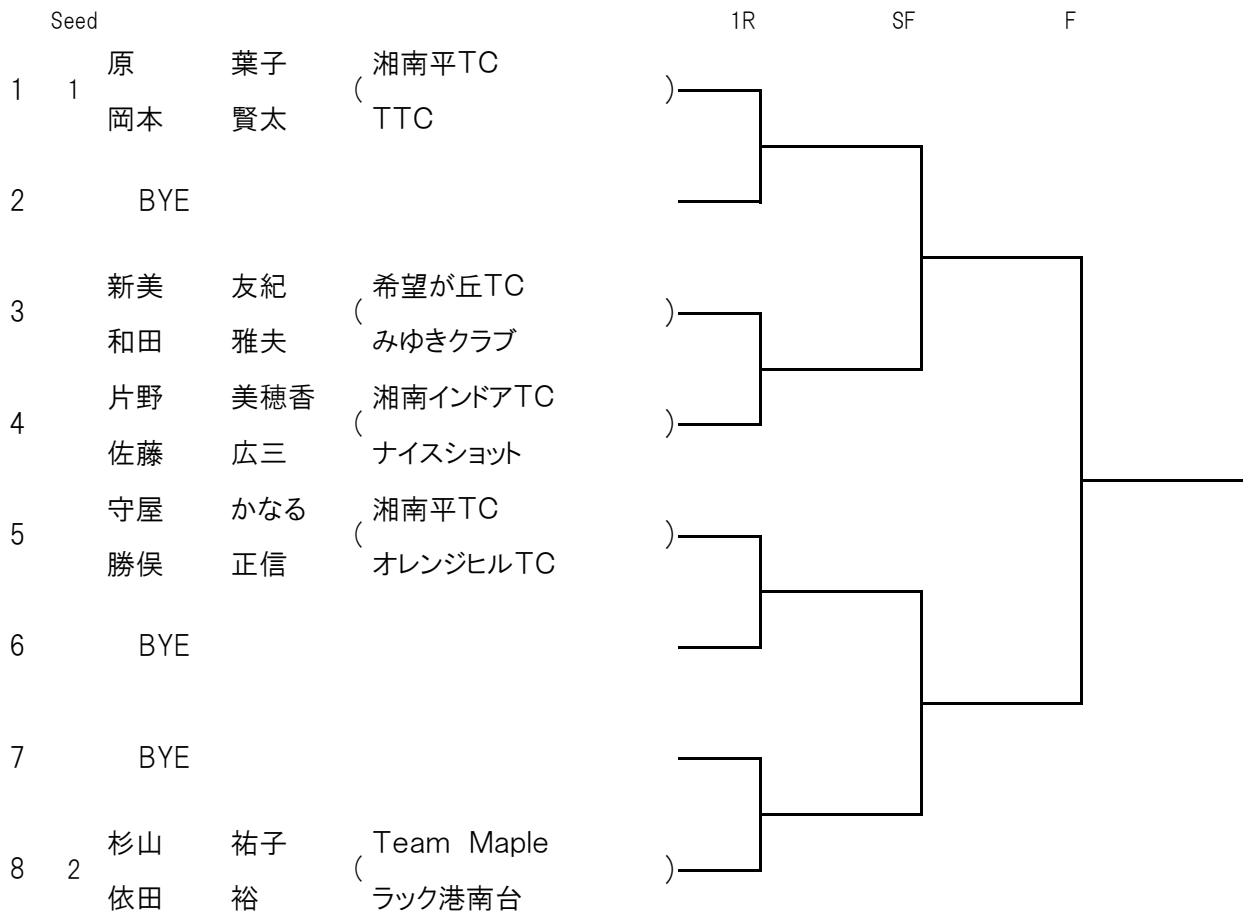 Seed 1R SF F
原 葉子 湘南平TC
1 1 ( )
岡本 賢太 TTC
2 BYE
新美 友紀 希望が丘TC
3 ( )
和田 雅夫 みゆきクラブ
片野 美穂香 湘南インドアTC
4 ( )
佐藤 広三 ナイスショット
守屋 かなる 湘南平TC
5 ( )
勝俣 正信 オレンジヒルTC
6 BYE
7 BYE
杉山 祐子 Team Maple
8 2 ( )
依田 裕 ラック港南台